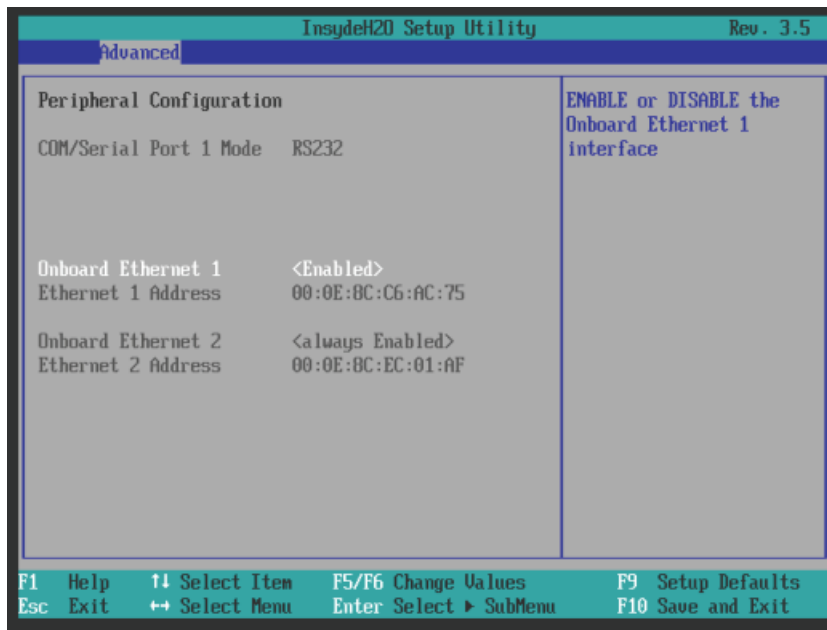 InsydeH2O Setup Utility Rev. 3.5
Advanced
Peripheral Configuration
COM/Serial Port 1 Mode RS232
Onboard Ethernet 1 <Enabled>
Ethernet 1 Address 00:0E:8C:C6:AC:75
Onboard Ethernet 2 <always Enabled>
Ethernet 2 Address 00:0E:8C:EC:01:AF
ENABLE or DISABLE the
Onboard Ethernet 1
interface
F1 Help ↑↓ Select Item F5/F6 Change Values F9 Setup Defaults
Esc Exit ↔ Select Menu Enter Select ▶ SubMenu F10 Save and Exit